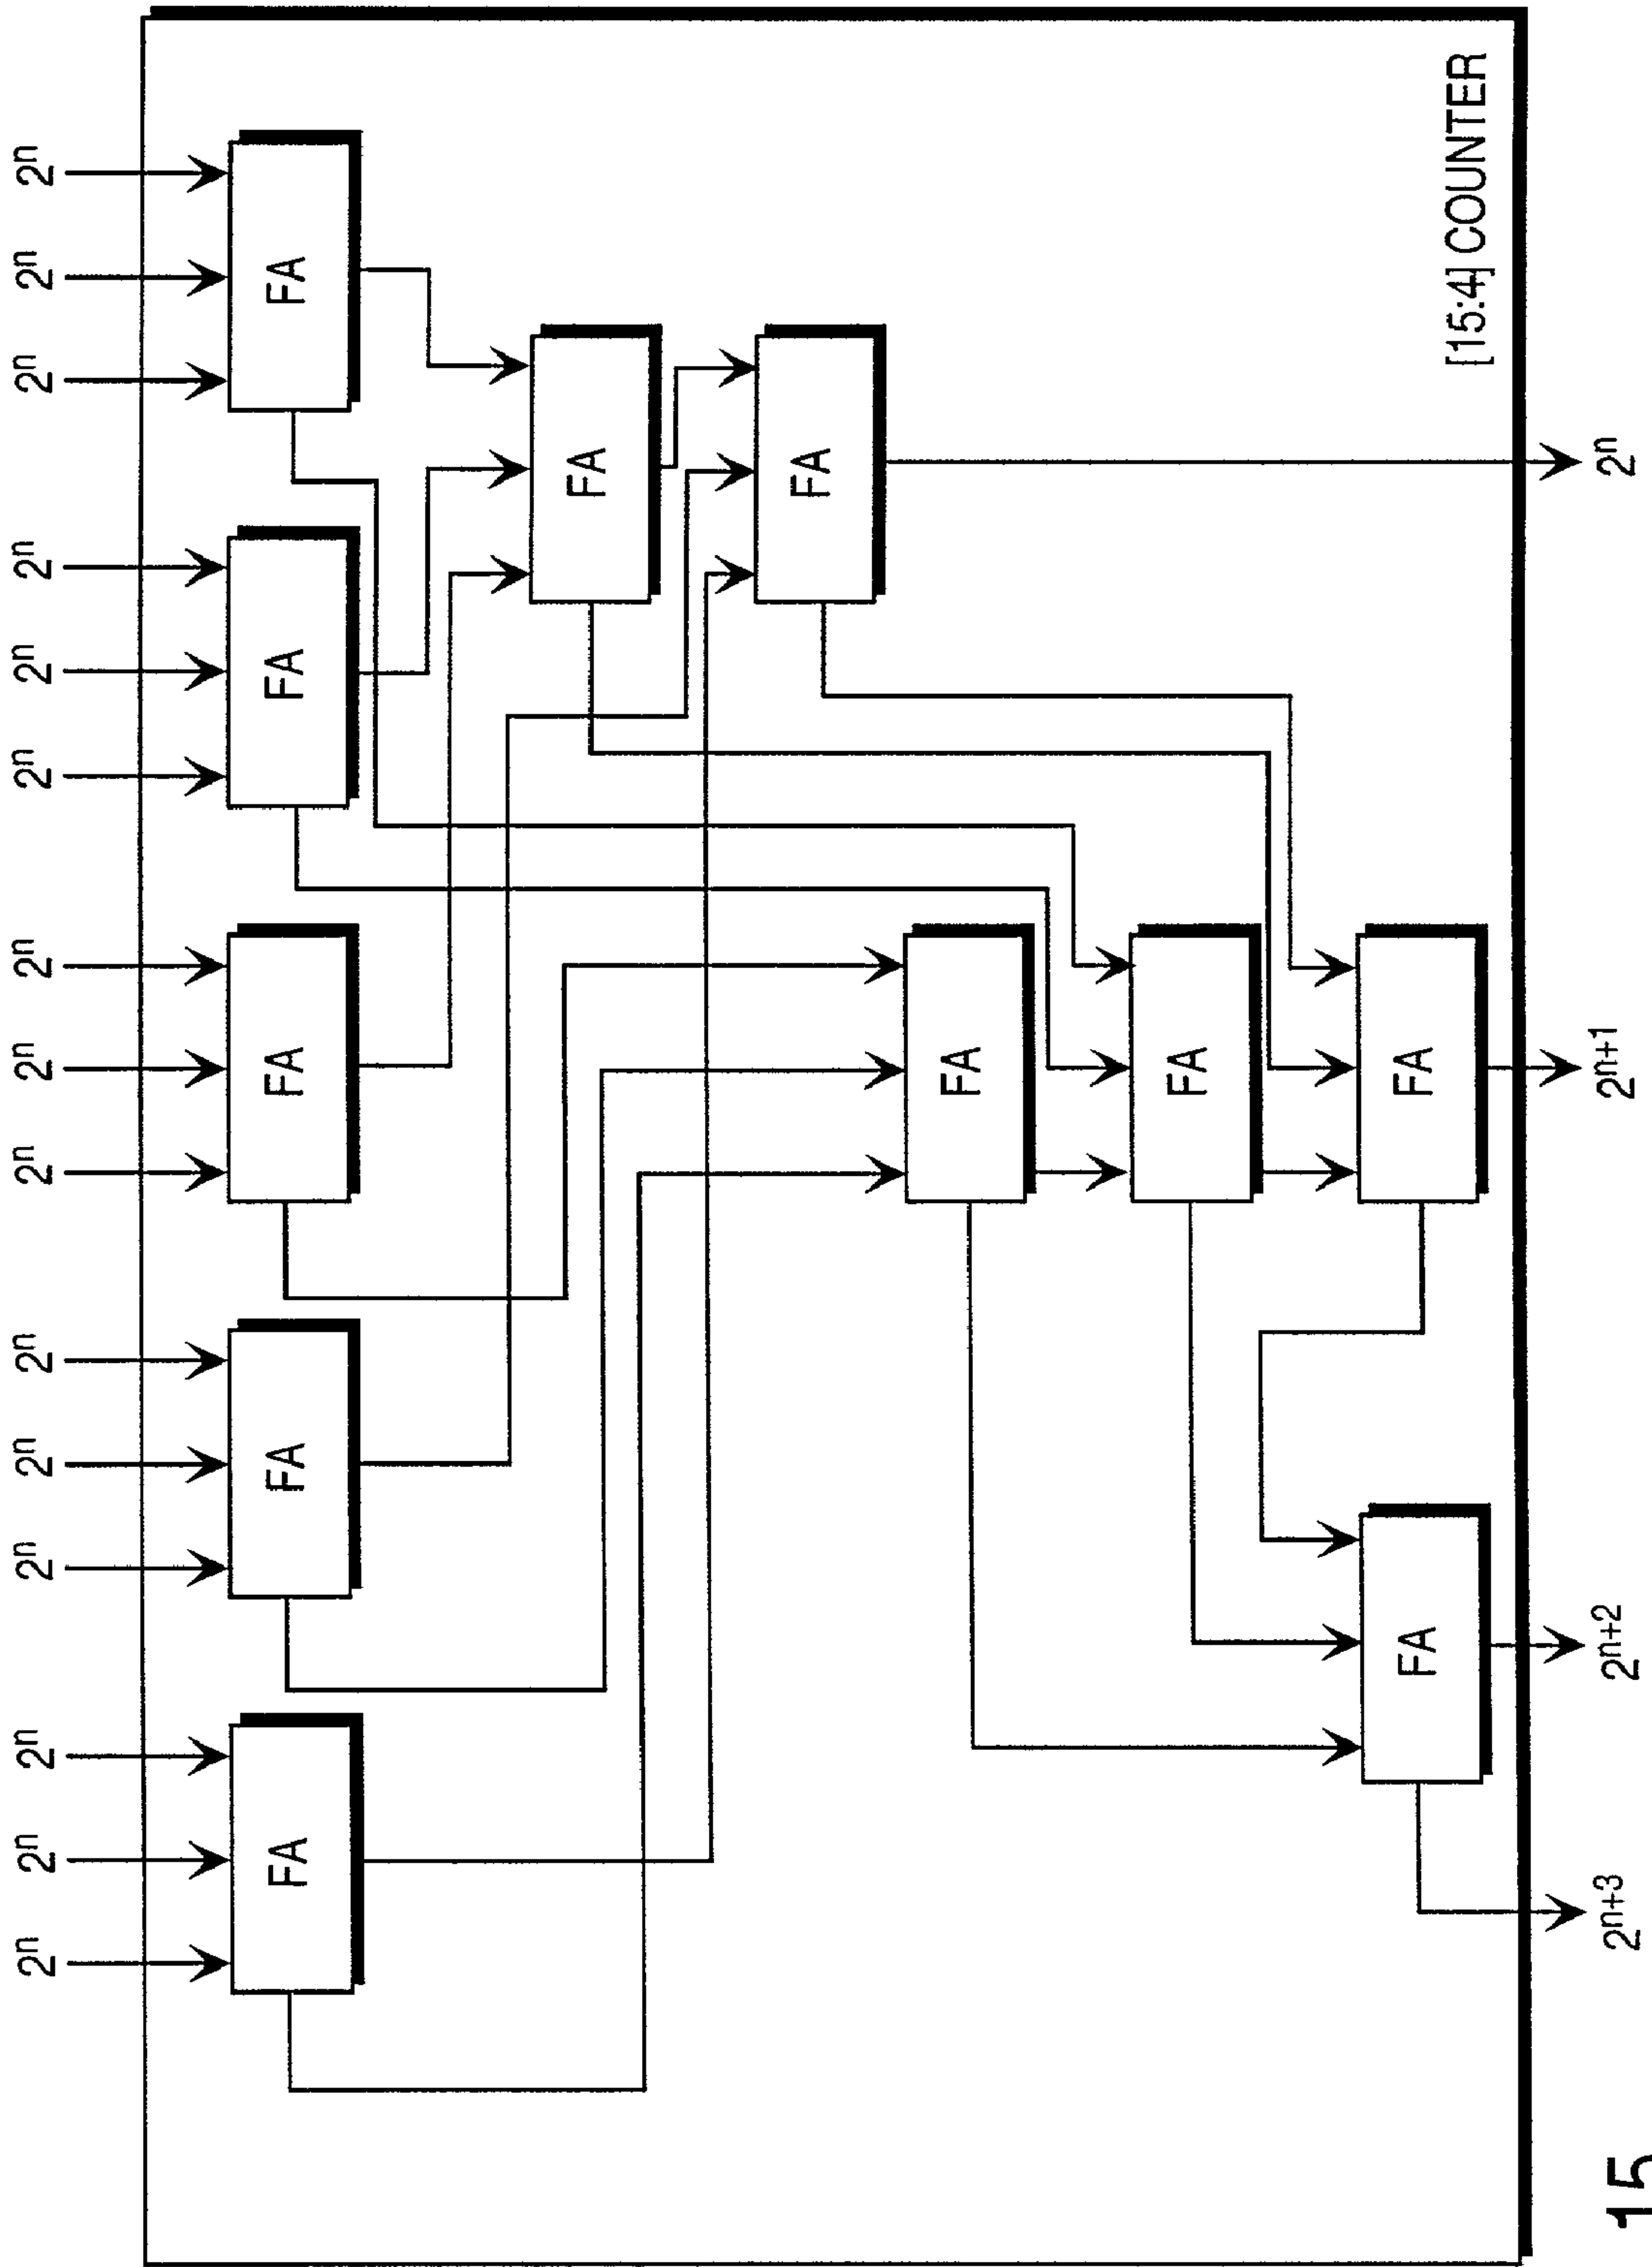 2ⁿ 2ⁿ 2ⁿ 2ⁿ 2ⁿ 2ⁿ 2ⁿ 2ⁿ 2ⁿ 2ⁿ 2ⁿ 2ⁿ 2ⁿ 2ⁿ 2ⁿ
FA FA FA FA FA
FA
FA
FA
FA
FA FA
[15:4] COUNTER
2ⁿ⁺³ 2ⁿ⁺² 2ⁿ⁺¹ 2ⁿ
15